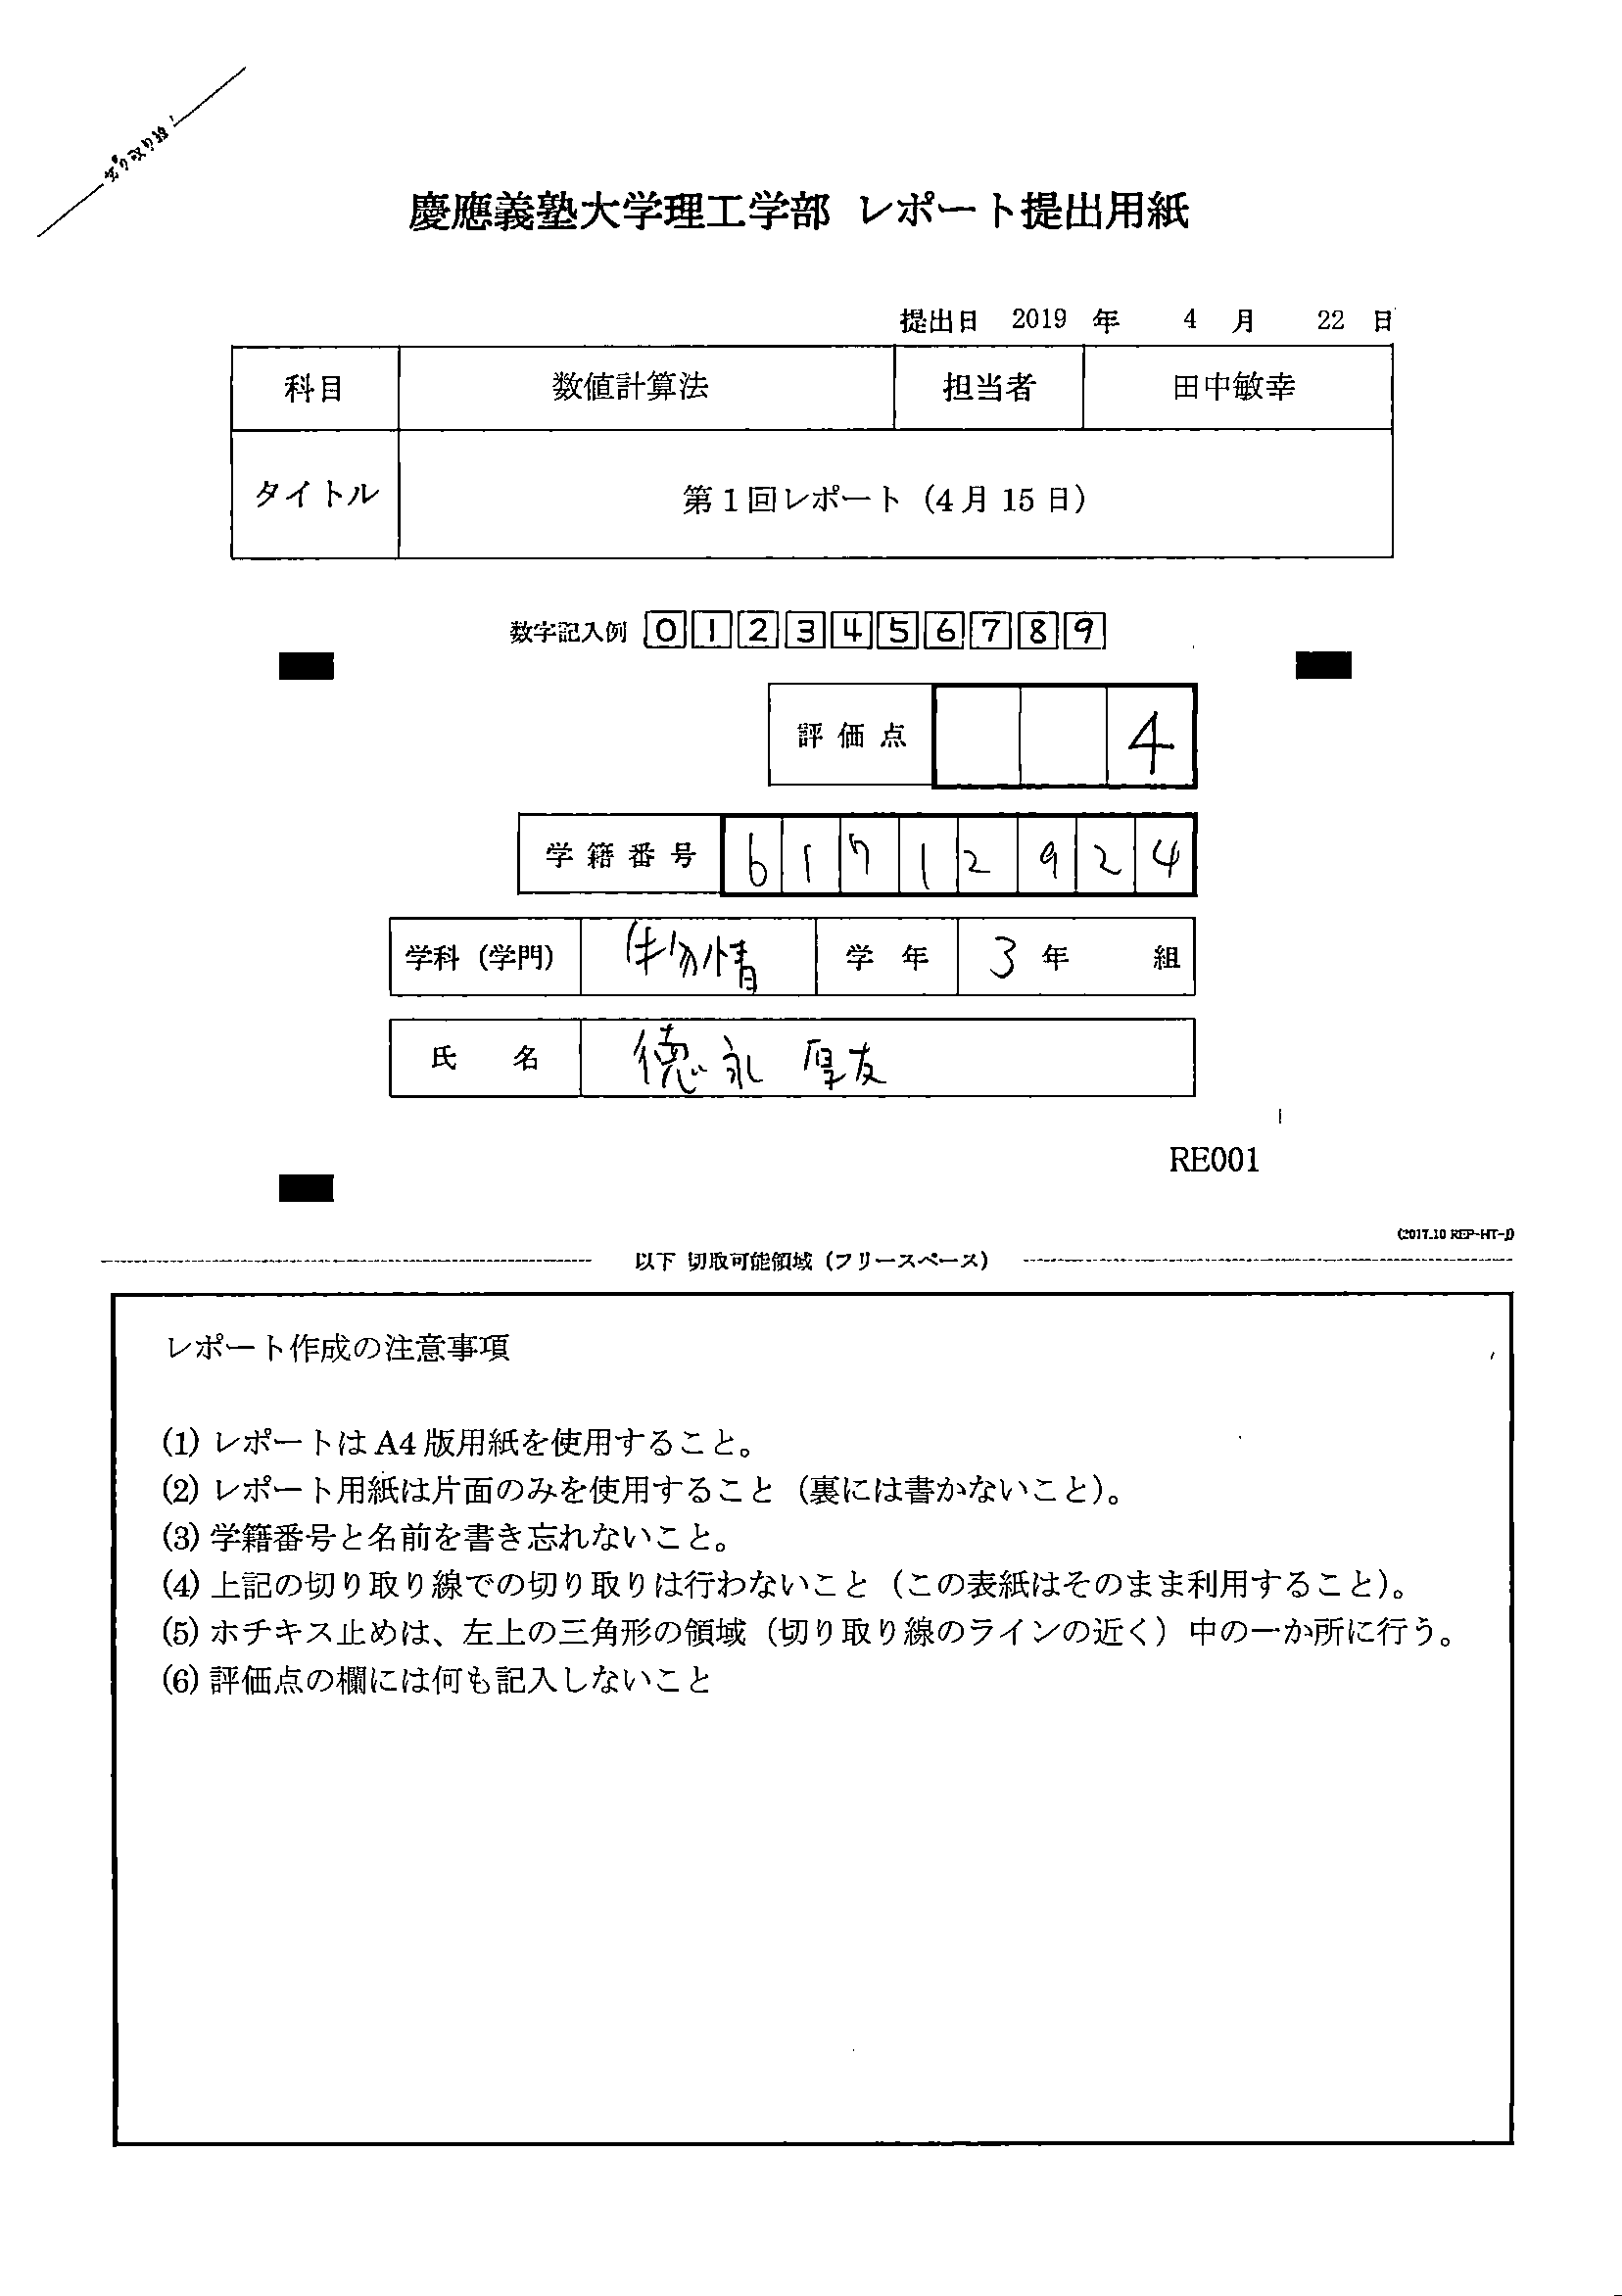 切り取り線
慶應義塾大学理工学部 レポート提出用紙
提出日 2019 年 4 月 22 日
科目 数値計算法 担当者 田中敏幸
タイトル 第1回レポート（4月15日）
数字記入例 0 1 2 3 4 5 6 7 8 9
評価点 4
学籍番号 6 1 7 1 2 9 2 4
学科（学門） 物情 学年 3 年 組
氏名 德永 厚友
RE001
(2017.10 REP-HT-J)
以下 切取可能領域（フリースペース）
レポート作成の注意事項
(1) レポートはA4版用紙を使用すること。
(2) レポート用紙は片面のみを使用すること（裏には書かないこと）。
(3) 学籍番号と名前を書き忘れないこと。
(4) 上記の切り取り線での切り取りは行わないこと（この表紙はそのまま利用すること）。
(5) ホチキス止めは、左上の三角形の領域（切り取り線のラインの近く）中の一か所に行う。
(6) 評価点の欄には何も記入しないこと